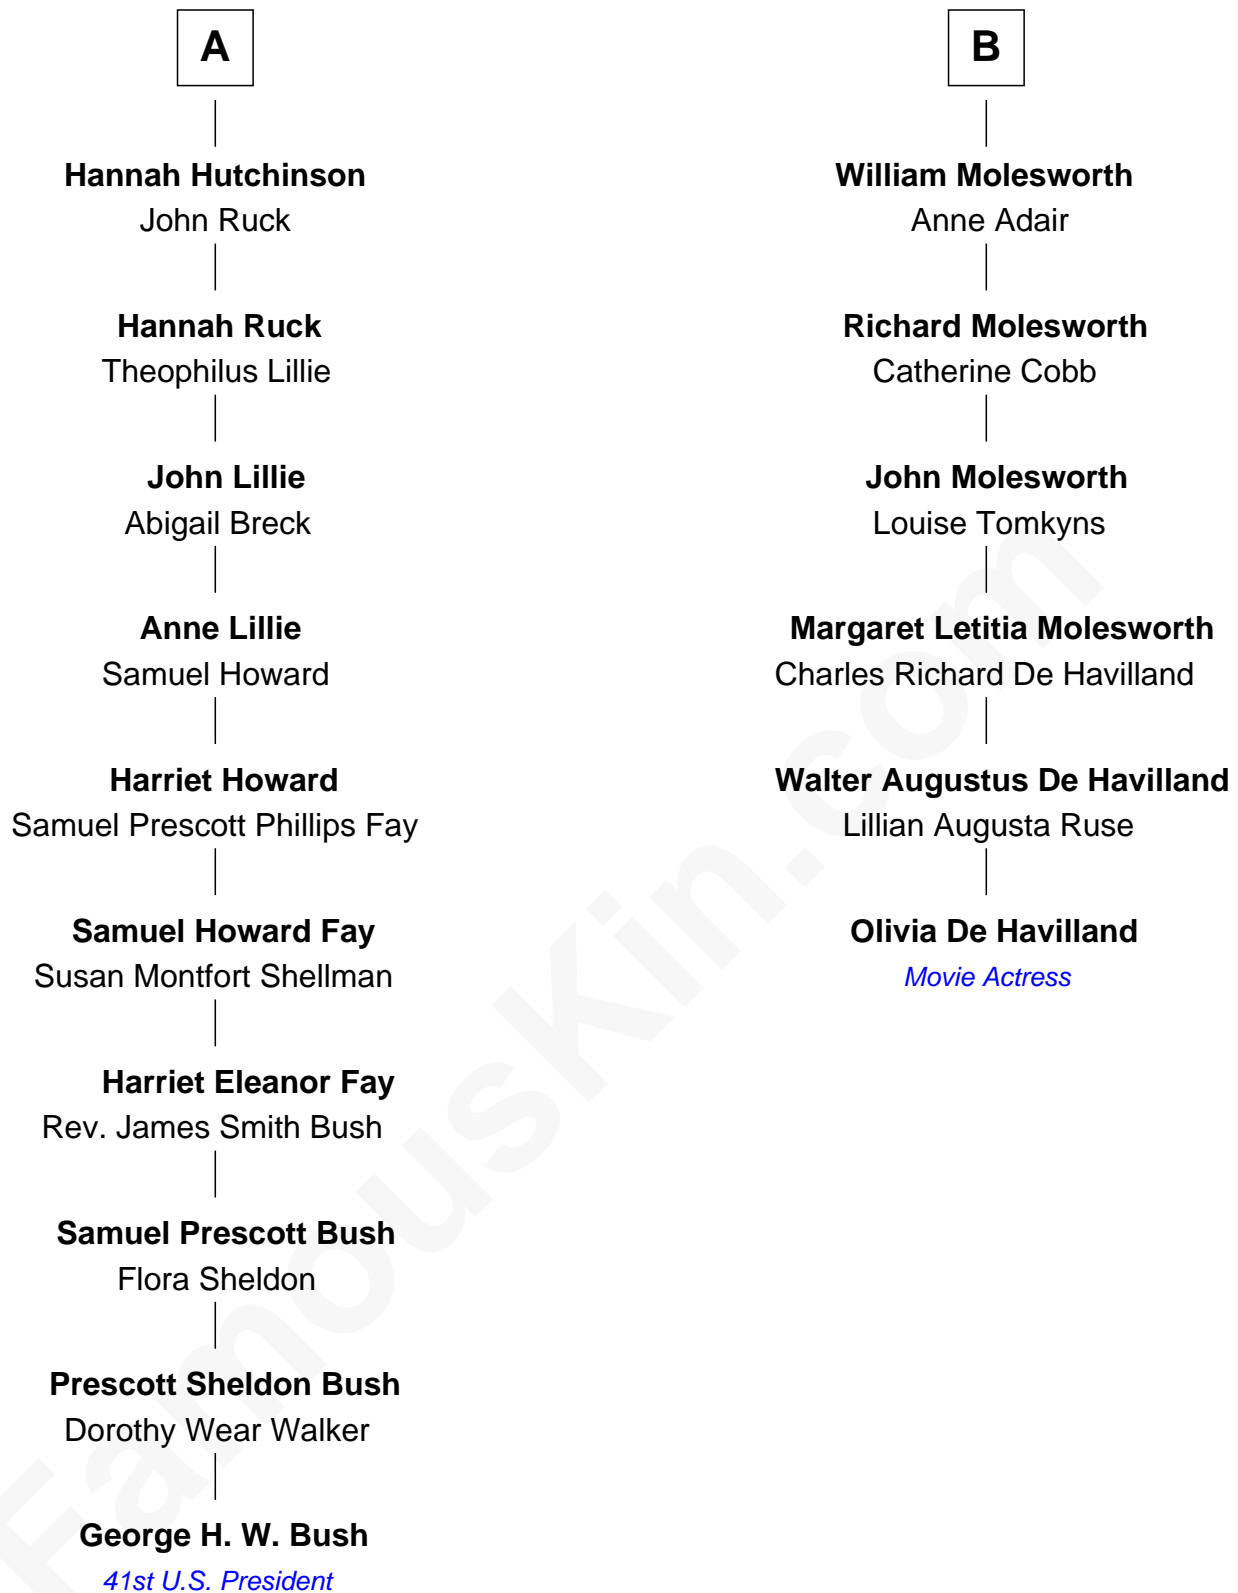 A
Hannah Hutchinson
John Ruck
Hannah Ruck
Theophilus Lillie
John Lillie
Abigail Breck
Anne Lillie
Samuel Howard
Harriet Howard
Samuel Prescott Phillips Fay
Samuel Howard Fay
Susan Montfort Shellman
Harriet Eleanor Fay
Rev. James Smith Bush
Samuel Prescott Bush
Flora Sheldon
Prescott Sheldon Bush
Dorothy Wear Walker
George H. W. Bush
41st U.S. President
B
William Molesworth
Anne Adair
Richard Molesworth
Catherine Cobb
John Molesworth
Louise Tomkyns
Margaret Letitia Molesworth
Charles Richard De Havilland
Walter Augustus De Havilland
Lillian Augusta Ruse
Olivia De Havilland
Movie Actress
FamousKin.com